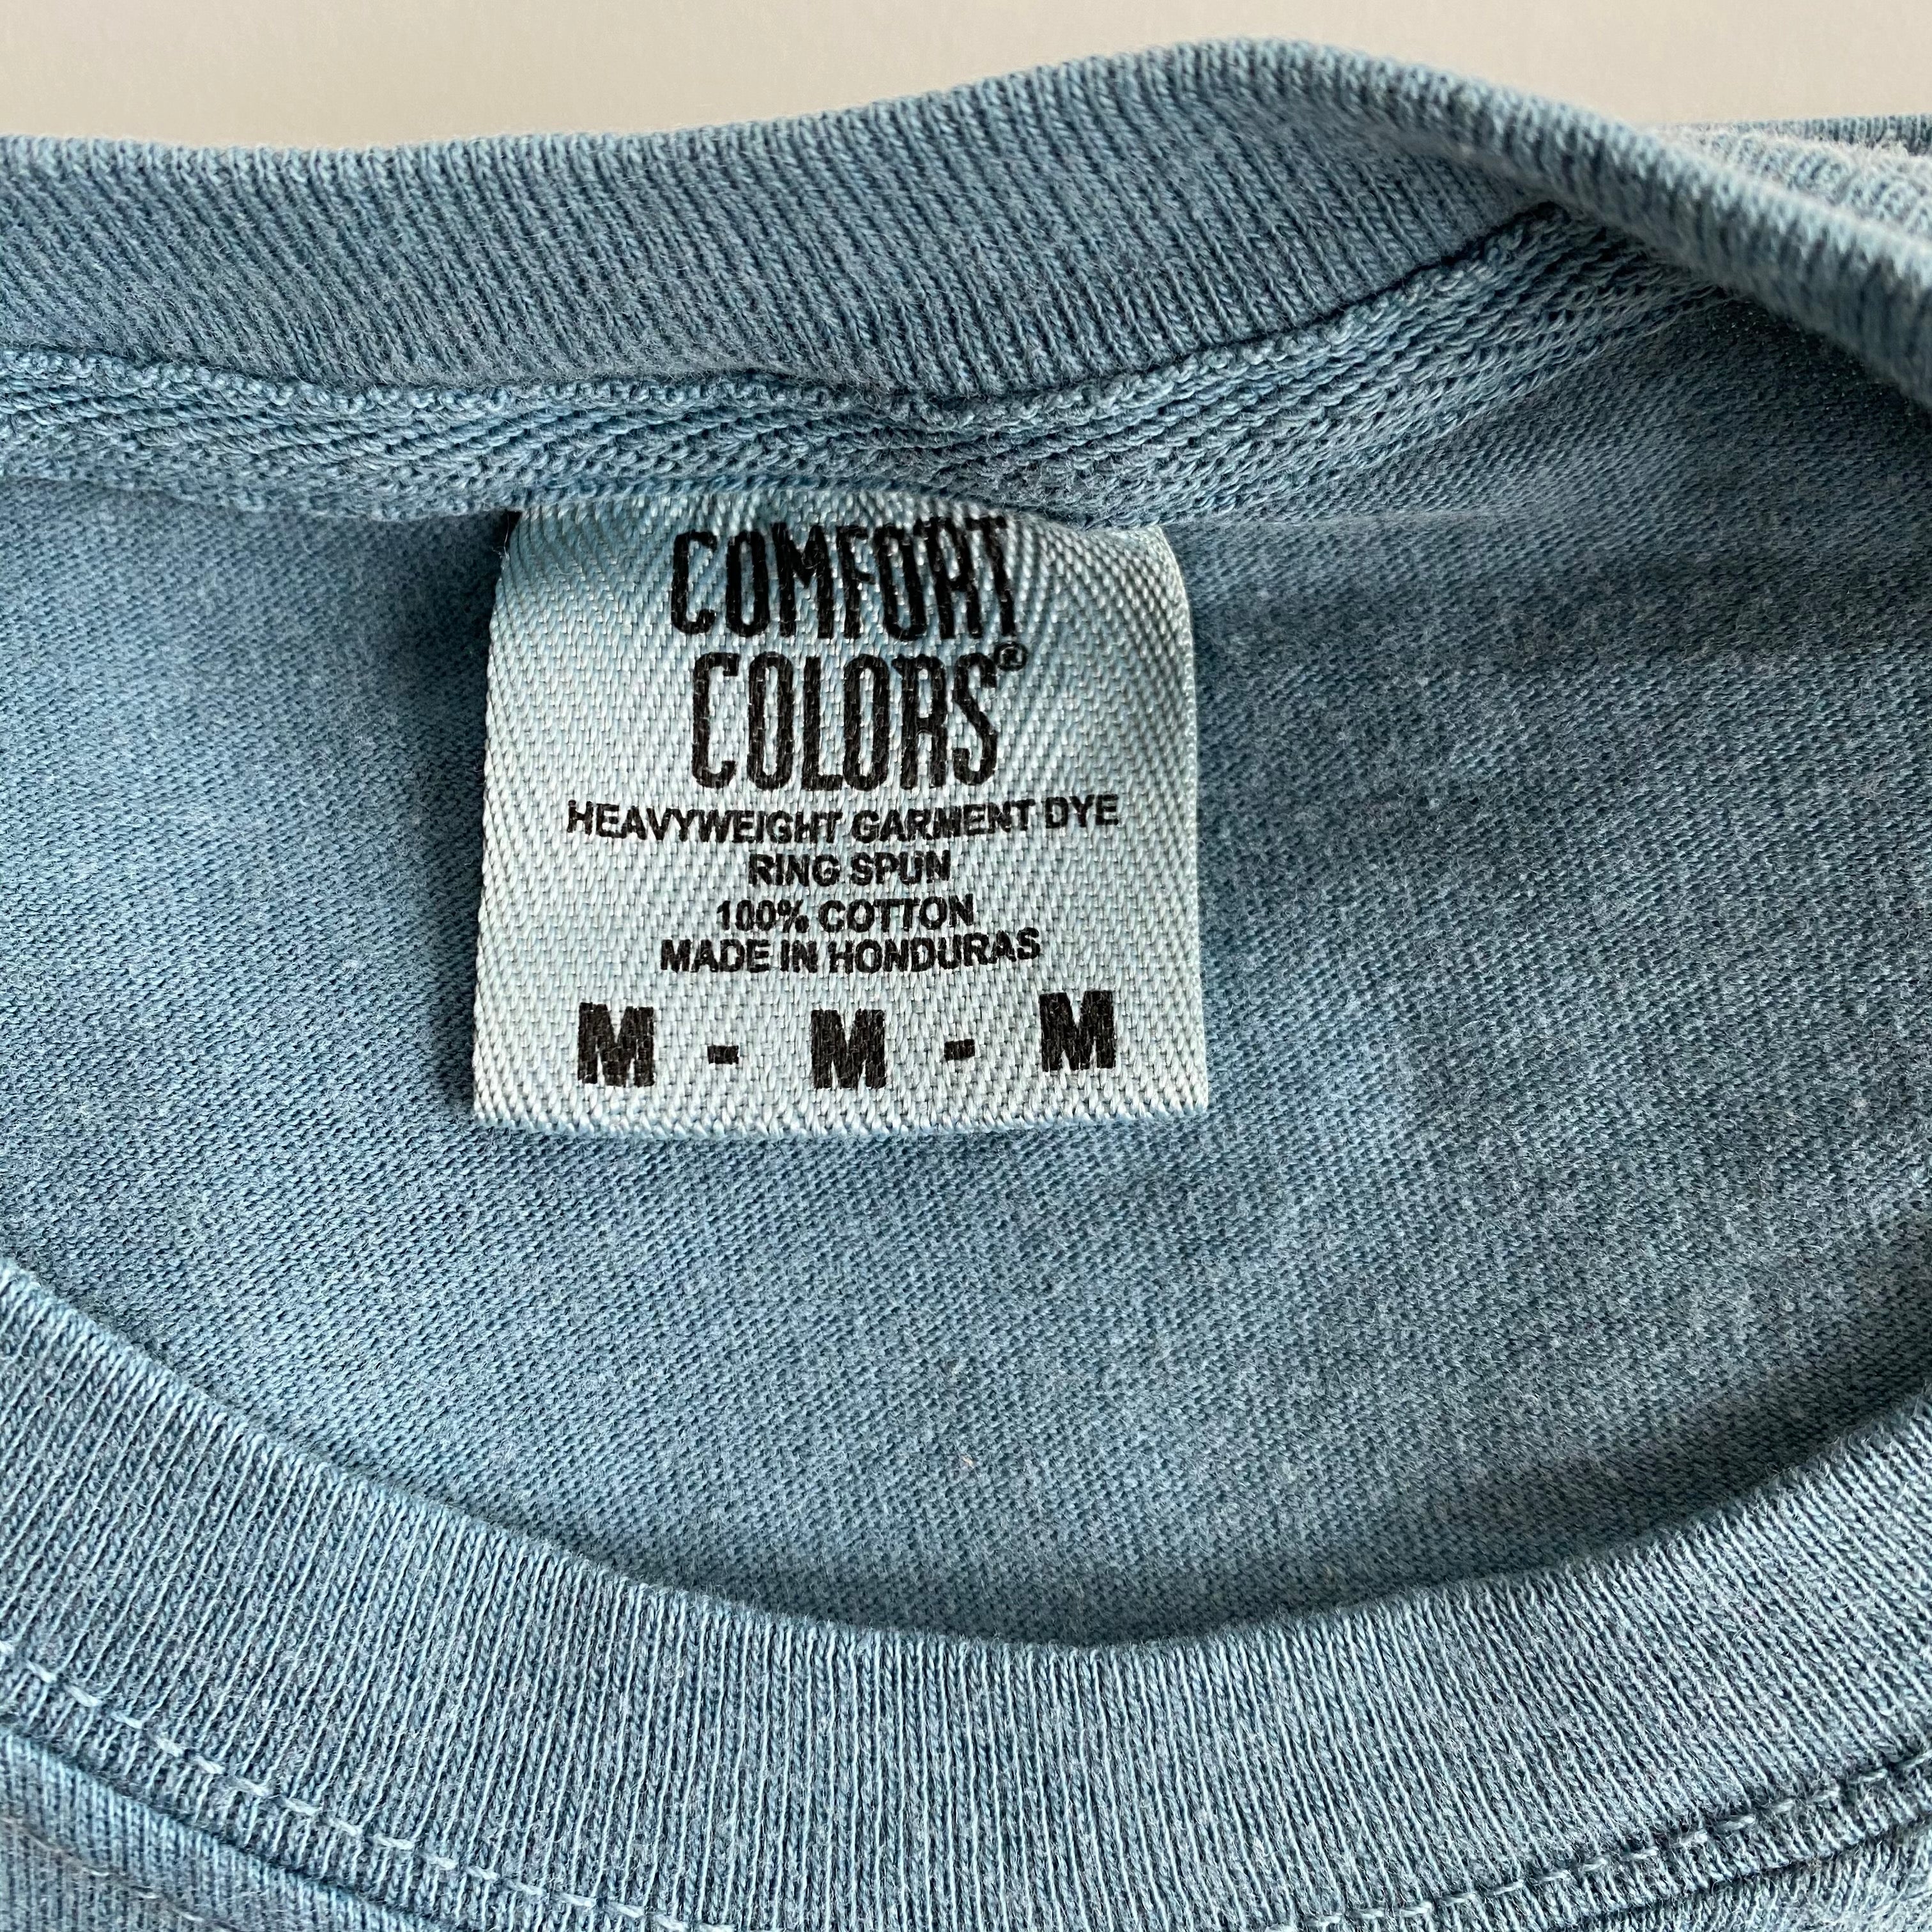 COMFORT
COLORS®
HEAVYWEIGHT GARMENT DYE
RING SPUN
100% COTTON
MADE IN HONDURAS
M - M - M